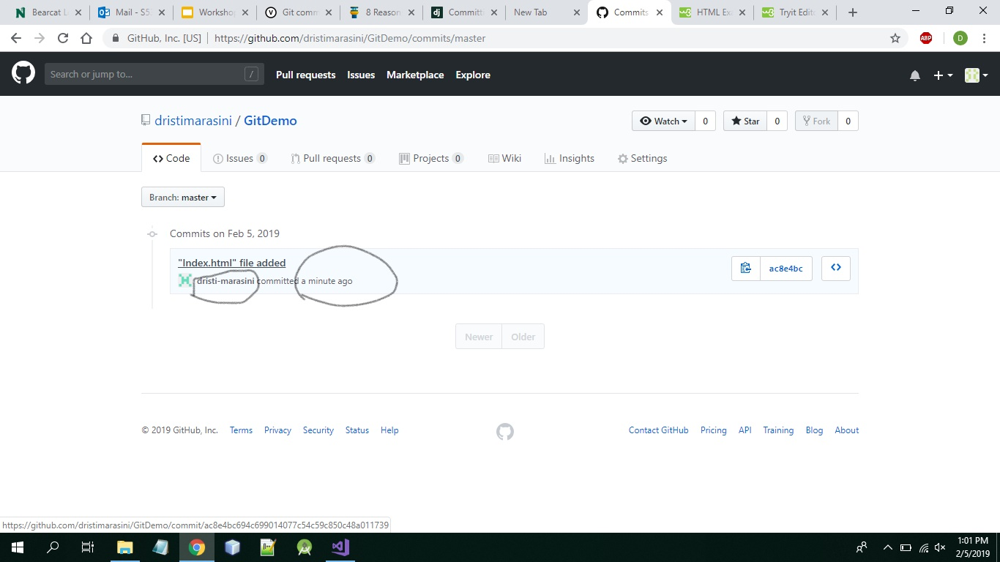 Bearcat L
Mail - S5
Workshop
Git comm
8 Reason
Committi
New Tab
Commits
HTML Exa
Tryit Edito
GitHub, Inc. [US] | https://github.com/dristimarasini/GitDemo/commits/master
ABP
D
Search or jump to... /
Pull requests Issues Marketplace Explore
dristimarasini / GitDemo
Watch 0 Star 0 Fork 0
Code Issues 0 Pull requests 0 Projects 0 Wiki Insights Settings
Branch: master
Commits on Feb 5, 2019
"Index.html" file added
dristi-marasini committed a minute ago
ac8e4bc
Newer Older
© 2019 GitHub, Inc. Terms Privacy Security Status Help
Contact GitHub Pricing API Training Blog About
https://github.com/dristimarasini/GitDemo/commit/ac8e4bc694c699014077c54c59c850c48a011739
1:01 PM
2/5/2019